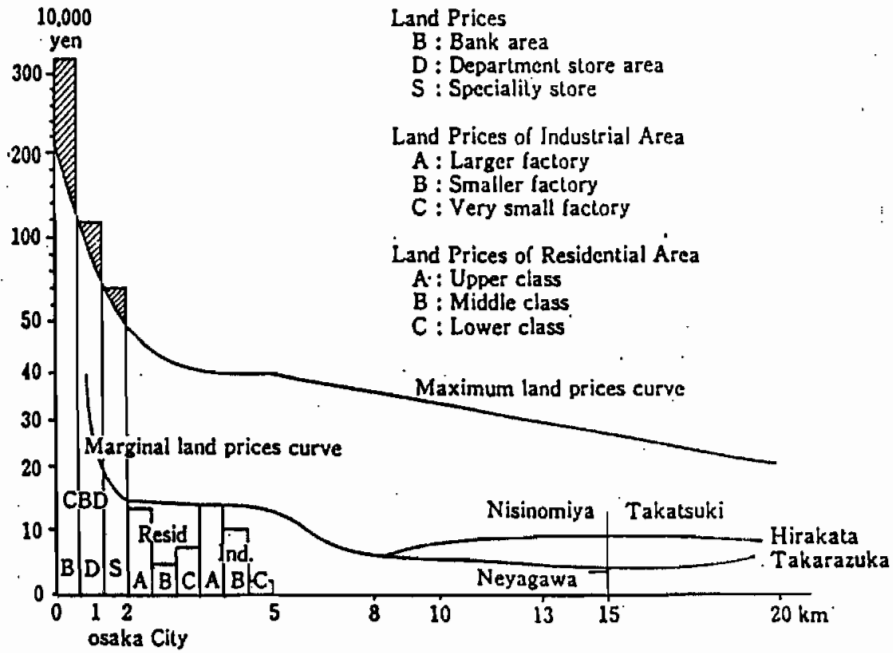 10,000
yen
300
200
100
50
40
30
20
10
0
Land Prices
B : Bank area
D : Department store area
S : Speciality store
Land Prices of Industrial Area
A : Larger factory
B : Smaller factory
C : Very small factory
Land Prices of Residential Area
A : Upper class
B : Middle class
C : Lower class
Maximum land prices curve
Marginal land prices curve
CBD
Resid
Ind.
B D S A B C A B C
Nisinomiya Takatsuki
Hirakata
Takarazuka
Neyagawa
0 1 2 5 8 10 13 15 20 km
osaka City